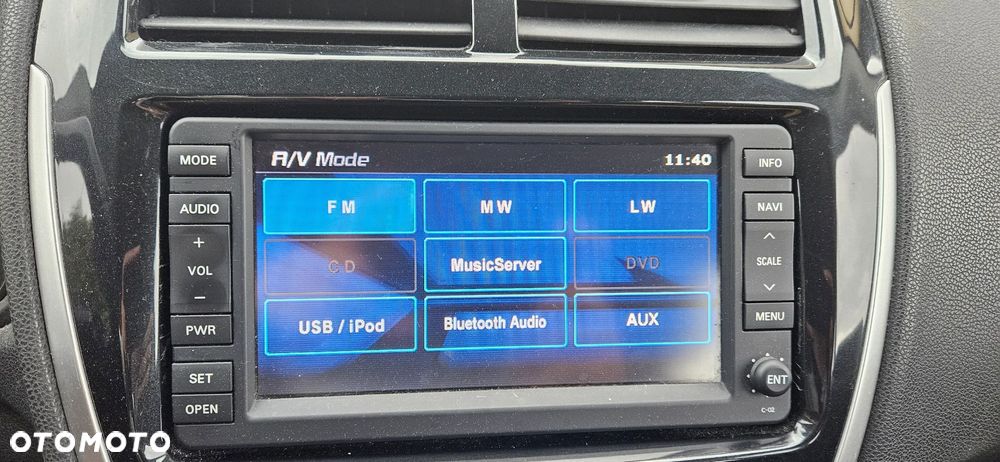 A/V Mode 11:40
MODE
AUDIO
+
VOL
−
PWR
SET
OPEN
FM MW LW
CD MusicServer DVD
USB / iPod Bluetooth Audio AUX
INFO
NAVI
SCALE
MENU
ENT
C-02
OTOMOTO